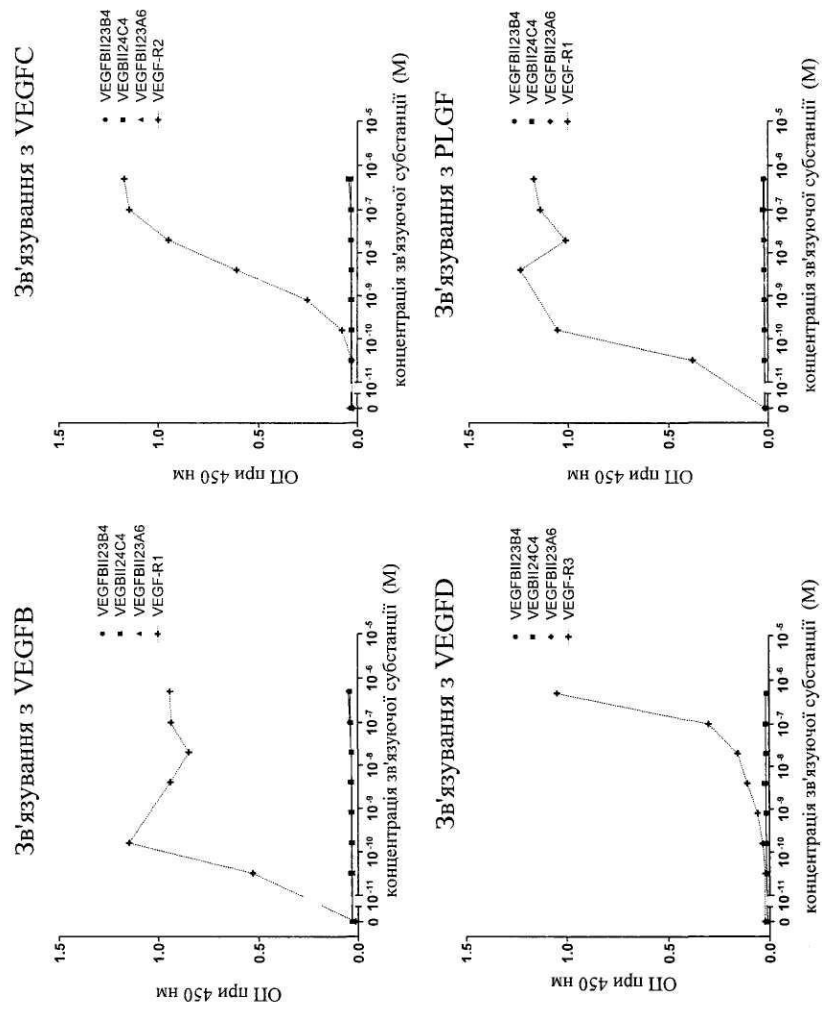 Зв'язування з VEGFB
VEGFBII23B4
VEGBII24C4
VEGFBII23A6
VEGF-R1
1.5
1.0
0.5
0.0
ОП при 450 нм
0 10⁻¹¹ 10⁻¹⁰ 10⁻⁹ 10⁻⁸ 10⁻⁷ 10⁻⁶ 10⁻⁵
концентрація зв'язуючої субстанції (М)
Зв'язування з VEGFC
VEGFBII23B4
VEGBII24C4
VEGFBII23A6
VEGF-R2
1.5
1.0
0.5
0.0
ОП при 450 нм
0 10⁻¹¹ 10⁻¹⁰ 10⁻⁹ 10⁻⁸ 10⁻⁷ 10⁻⁶ 10⁻⁵
концентрація зв'язуючої субстанції (М)
Зв'язування з VEGFD
VEGFBII23B4
VEGBII24C4
VEGFBII23A6
VEGF-R3
1.5
1.0
0.5
0.0
ОП при 450 нм
0 10⁻¹¹ 10⁻¹⁰ 10⁻⁹ 10⁻⁸ 10⁻⁷ 10⁻⁶ 10⁻⁵
концентрація зв'язуючої субстанції (М)
Зв'язування з PLGF
VEGFBII23B4
VEGBII24C4
VEGFBII23A6
VEGF-R1
1.5
1.0
0.5
0.0
ОП при 450 нм
0 10⁻¹¹ 10⁻¹⁰ 10⁻⁹ 10⁻⁸ 10⁻⁷ 10⁻⁶ 10⁻⁵
концентрація зв'язуючої субстанції (М)